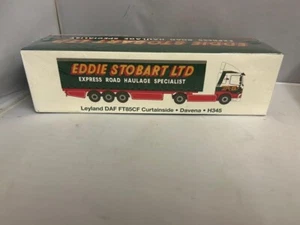 EDDIE STOBART LTD
EXPRESS ROAD HAULAGE SPECIALIST
Leyland DAF FT85CF Curtainside • Davena • H345